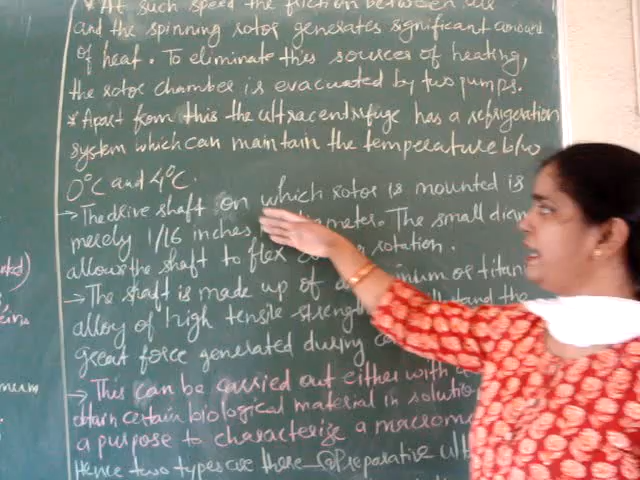 * At such speed the friction between air
and the spinning rotor generates significant amount
of heat. To eliminate this sources of heating,
the rotor chamber is evacuated by two pumps.
* Apart from this the ultracentrifuge has a refrigeration
system which can maintain the temperature b/w
0°C and 4°C.
→ The drive shaft on which rotor is mounted is
merely 1/16 inches diameter. The small diam
allows the shaft to flex rotation.
→ The shaft is made up of aluminium or titan
alloy of high tensile strength the
great force generated during
→ This can be carried out either with a
obtain certain biological material in solution
a purpose to characterize a macromo
Hence two types are there Preparative ult